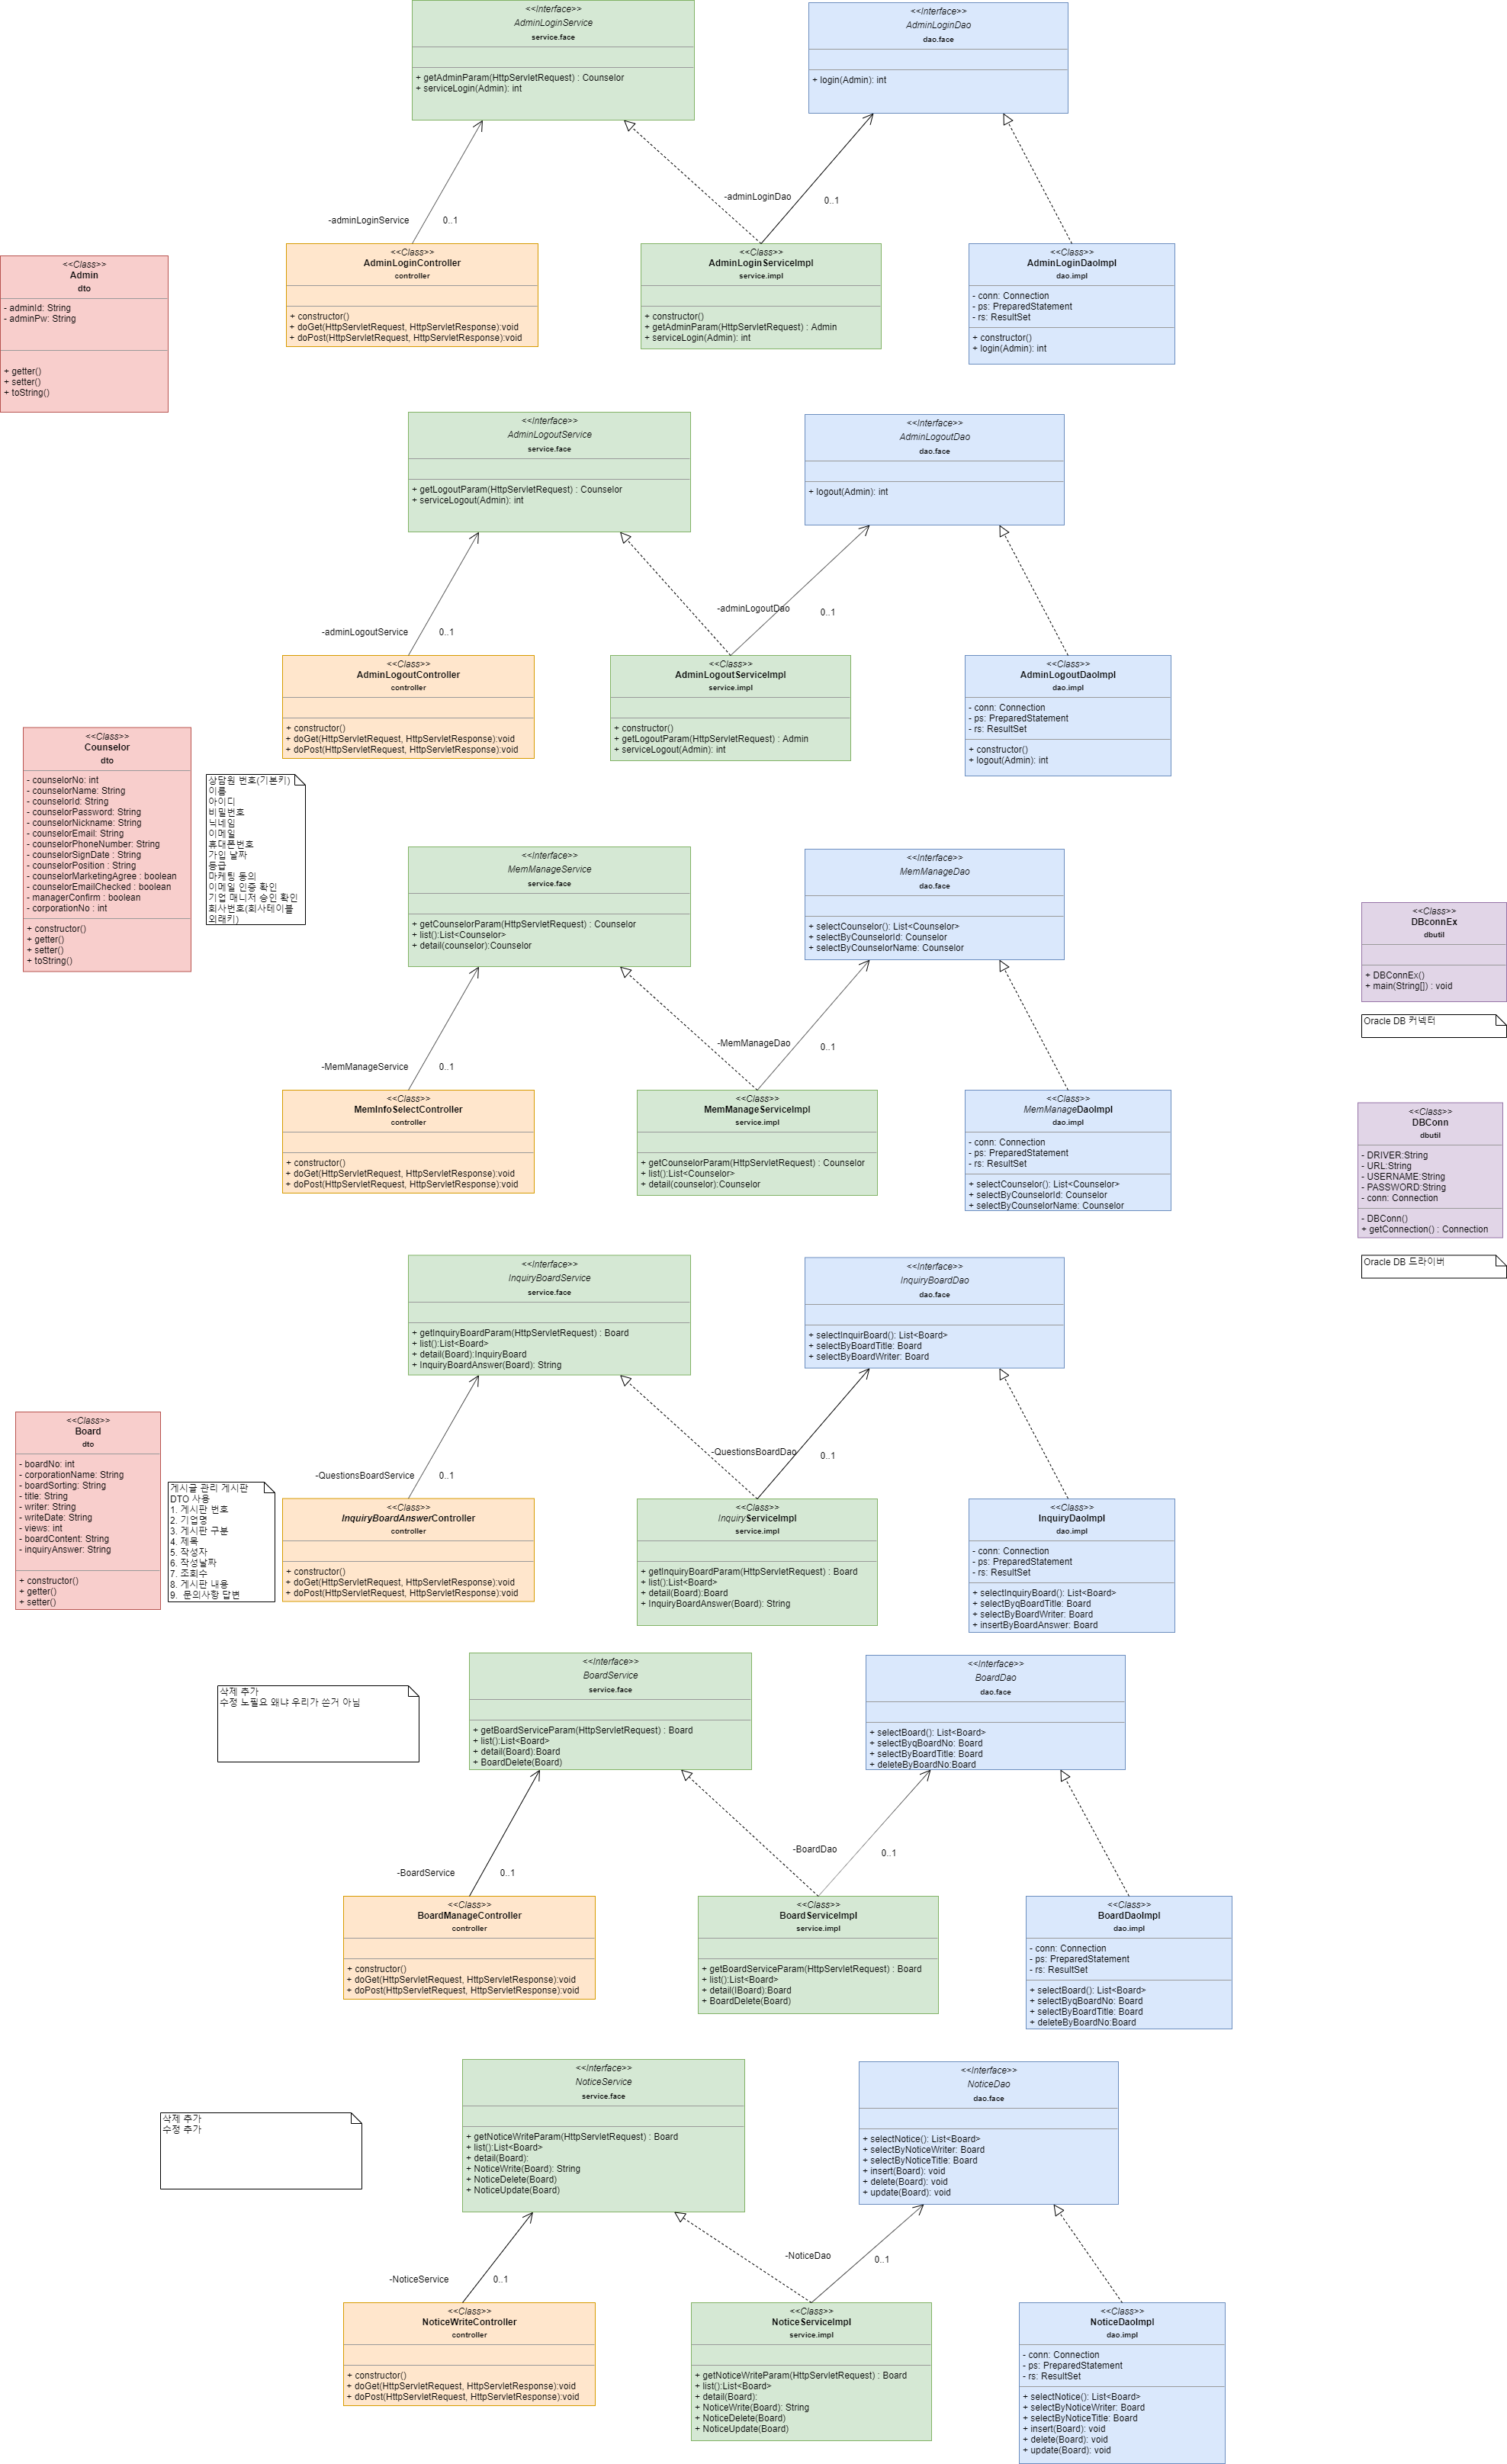 <<Interface>>
AdminLoginService
service.face
+ getAdminParam(HttpServletRequest) : Counselor
+ serviceLogin(Admin): int
<<Interface>>
AdminLoginDao
dao.face
+ login(Admin): int
-adminLoginService
0..1
-adminLoginDao
0..1
<<Class>>
Admin
dto
- adminId: String
- adminPw: String
+ getter()
+ setter()
+ toString()
<<Class>>
AdminLoginController
controller
+ constructor()
+ doGet(HttpServletRequest, HttpServletResponse):void
+ doPost(HttpServletRequest, HttpServletResponse):void
<<Class>>
AdminLoginServiceImpl
service.impl
+ constructor()
+ getAdminParam(HttpServletRequest) : Admin
+ serviceLogin(Admin): int
<<Class>>
AdminLoginDaoImpl
dao.impl
- conn: Connection
- ps: PreparedStatement
- rs: ResultSet
+ constructor()
+ login(Admin): int
<<Interface>>
AdminLogoutService
service.face
+ getLogoutParam(HttpServletRequest) : Counselor
+ serviceLogout(Admin): int
<<Interface>>
AdminLogoutDao
dao.face
+ logout(Admin): int
-adminLogoutService
0..1
-adminLogoutDao
0..1
<<Class>>
AdminLogoutController
controller
+ constructor()
+ doGet(HttpServletRequest, HttpServletResponse):void
+ doPost(HttpServletRequest, HttpServletResponse):void
<<Class>>
AdminLogoutServiceImpl
service.impl
+ constructor()
+ getLogoutParam(HttpServletRequest) : Admin
+ serviceLogout(Admin): int
<<Class>>
AdminLogoutDaoImpl
dao.impl
- conn: Connection
- ps: PreparedStatement
- rs: ResultSet
+ constructor()
+ logout(Admin): int
<<Class>>
Counselor
dto
- counselorNo: int
- counselorName: String
- counselorId: String
- counselorPassword: String
- counselorNickname: String
- counselorEmail: String
- counselorPhoneNumber: String
- counselorSignDate : String
- counselorPosition : String
- counselorMarketingAgree : boolean
- counselorEmailChecked : boolean
- managerConfirm : boolean
- corporationNo : int
+ constructor()
+ getter()
+ setter()
+ toString()
상담원 번호(기본키)
이름
아이디
비밀번호
닉네임
이메일
휴대폰번호
가입 날짜
등급
마케팅 동의
이메일 인증 확인
기업 매니저 승인 확인
회사번호(회사테이블
외래키)
<<Interface>>
MemManageService
service.face
+ getCounselorParam(HttpServletRequest) : Counselor
+ list():List<Counselor>
+ detail(counselor):Counselor
<<Interface>>
MemManageDao
dao.face
+ selectCounselor(): List<Counselor>
+ selectByCounselorId: Counselor
+ selectByCounselorName: Counselor
<<Class>>
DBconnEx
dbutil
+ DBConnEx()
+ main(String[]) : void
Oracle DB 커넥터
-MemManageService
0..1
-MemManageDao
0..1
<<Class>>
MemInfoSelectController
controller
+ constructor()
+ doGet(HttpServletRequest, HttpServletResponse):void
+ doPost(HttpServletRequest, HttpServletResponse):void
<<Class>>
MemManageServiceImpl
service.impl
+ getCounselorParam(HttpServletRequest) : Counselor
+ list():List<Counselor>
+ detail(counselor):Counselor
<<Class>>
MemManageDaoImpl
dao.impl
- conn: Connection
- ps: PreparedStatement
- rs: ResultSet
+ selectCounselor(): List<Counselor>
+ selectByCounselorId: Counselor
+ selectByCounselorName: Counselor
<<Class>>
DBConn
dbutil
- DRIVER:String
- URL:String
- USERNAME:String
- PASSWORD:String
- conn: Connection
- DBConn()
+ getConnection() : Connection
Oracle DB 드라이버
<<Interface>>
InquiryBoardService
service.face
+ getInquiryBoardParam(HttpServletRequest) : Board
+ list():List<Board>
+ detail(Board):InquiryBoard
+ InquiryBoardAnswer(Board): String
<<Interface>>
InquiryBoardDao
dao.face
+ selectInquirBoard(): List<Board>
+ selectByBoardTitle: Board
+ selectByBoardWriter: Board
-QuestionsBoardService
0..1
-QuestionsBoardDao
0..1
<<Class>>
Board
dto
- boardNo: int
- corporationName: String
- boardSorting: String
- title: String
- writer: String
- writeDate: String
- views: int
- boardContent: String
- inquiryAnswer: String
+ constructor()
+ getter()
+ setter()
게시글 관리 게시판
DTO 사용
1. 게시판 번호
2. 기업명
3. 게시판 구분
4. 제목
5. 작성자
6. 작성날짜
7. 조회수
8. 게시판 내용
9. 문의사항 답변
<<Class>>
InquiryBoardAnswerController
controller
+ constructor()
+ doGet(HttpServletRequest, HttpServletResponse):void
+ doPost(HttpServletRequest, HttpServletResponse):void
<<Class>>
InquiryServiceImpl
service.impl
+ getInquiryBoardParam(HttpServletRequest) : Board
+ list():List<Board>
+ detail(Board):Board
+ InquiryBoardAnswer(Board): String
<<Class>>
InquiryDaoImpl
dao.impl
- conn: Connection
- ps: PreparedStatement
- rs: ResultSet
+ selectInquiryBoard(): List<Board>
+ selectByqBoardTitle: Board
+ selectByBoardWriter: Board
+ insertByBoardAnswer: Board
삭제 추가
수정 노필요 왜냐 우리가 쓴거 아님
<<Interface>>
BoardService
service.face
+ getBoardServiceParam(HttpServletRequest) : Board
+ list():List<Board>
+ detail(Board):Board
+ BoardDelete(Board)
<<Interface>>
BoardDao
dao.face
+ selectBoard(): List<Board>
+ selectByqBoardNo: Board
+ selectByBoardTitle: Board
+ deleteByBoardNo:Board
-BoardService
0..1
-BoardDao
0..1
<<Class>>
BoardManageController
controller
+ constructor()
+ doGet(HttpServletRequest, HttpServletResponse):void
+ doPost(HttpServletRequest, HttpServletResponse):void
<<Class>>
BoardServiceImpl
service.impl
+ getBoardServiceParam(HttpServletRequest) : Board
+ list():List<Board>
+ detail(IBoard):Board
+ BoardDelete(Board)
<<Class>>
BoardDaoImpl
dao.impl
- conn: Connection
- ps: PreparedStatement
- rs: ResultSet
+ selectBoard(): List<Board>
+ selectByqBoardNo: Board
+ selectByBoardTitle: Board
+ deleteByBoardNo:Board
삭제 추가
수정 추가
<<Interface>>
NoticeService
service.face
+ getNoticeWriteParam(HttpServletRequest) : Board
+ list():List<Board>
+ detail(Board):
+ NoticeWrite(Board): String
+ NoticeDelete(Board)
+ NoticeUpdate(Board)
<<Interface>>
NoticeDao
dao.face
+ selectNotice(): List<Board>
+ selectByNoticeWriter: Board
+ selectByNoticeTitle: Board
+ insert(Board): void
+ delete(Board): void
+ update(Board): void
-NoticeService
0..1
-NoticeDao
0..1
<<Class>>
NoticeWriteController
controller
+ constructor()
+ doGet(HttpServletRequest, HttpServletResponse):void
+ doPost(HttpServletRequest, HttpServletResponse):void
<<Class>>
NoticeServiceImpl
service.impl
+ getNoticeWriteParam(HttpServletRequest) : Board
+ list():List<Board>
+ detail(Board):
+ NoticeWrite(Board): String
+ NoticeDelete(Board)
+ NoticeUpdate(Board)
<<Class>>
NoticeDaoImpl
dao.impl
- conn: Connection
- ps: PreparedStatement
- rs: ResultSet
+ selectNotice(): List<Board>
+ selectByNoticeWriter: Board
+ selectByNoticeTitle: Board
+ insert(Board): void
+ delete(Board): void
+ update(Board): void